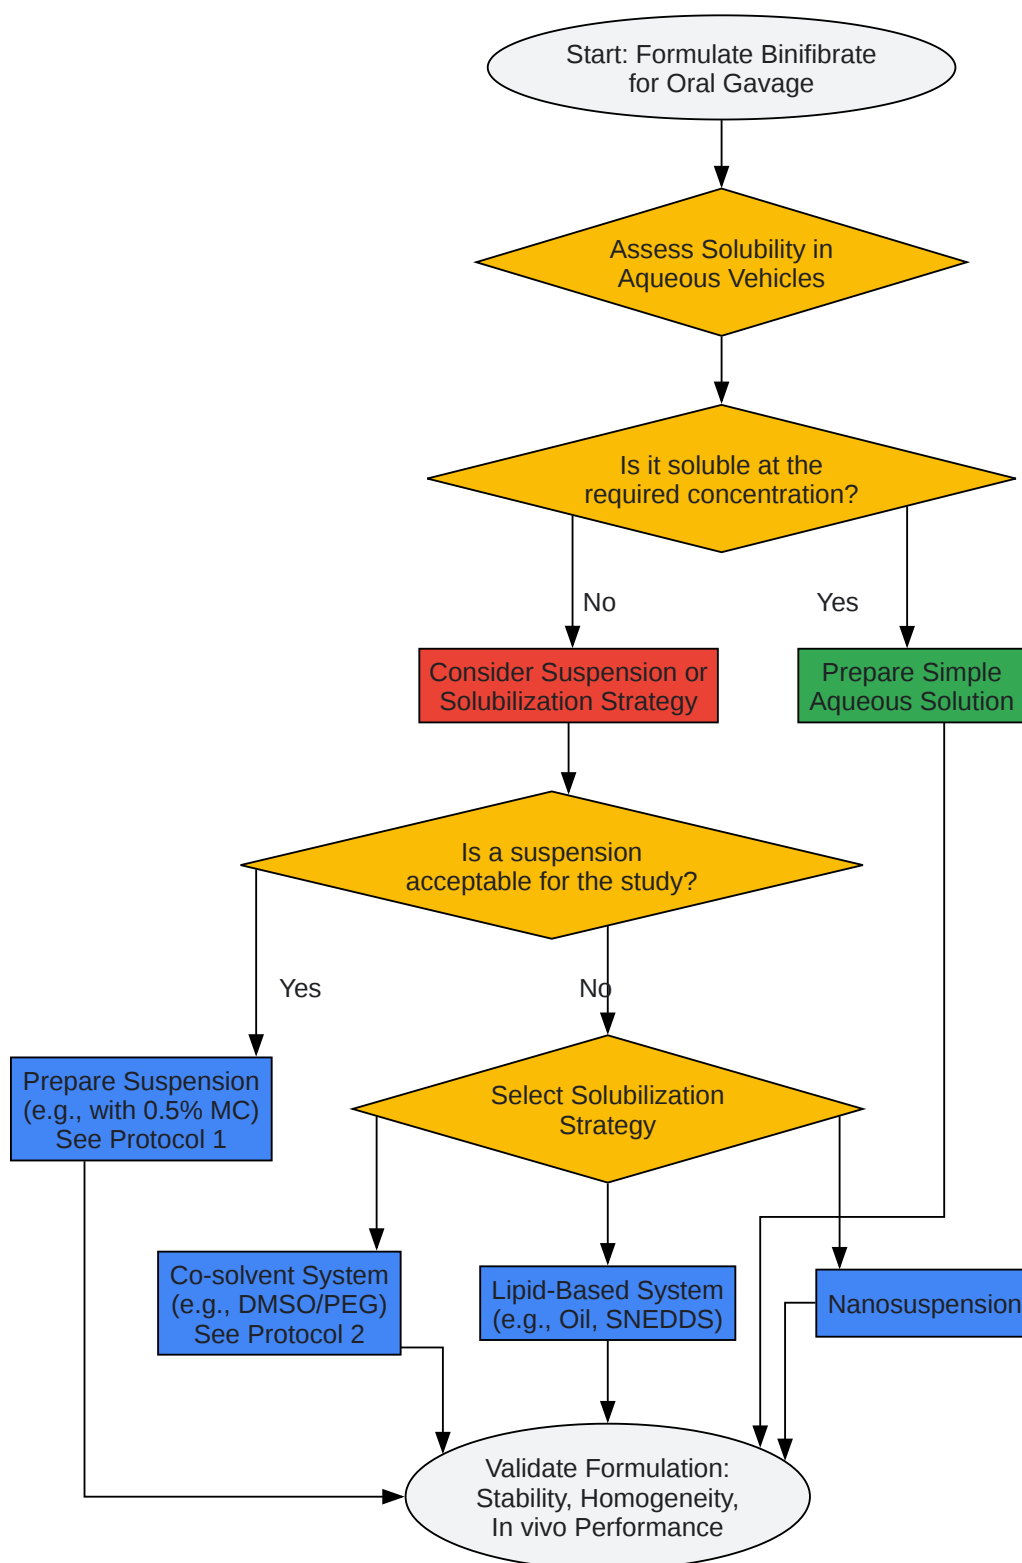 Start: Formulate Binifibrate
for Oral Gavage
Assess Solubility in
Aqueous Vehicles
Is it soluble at the
required concentration?
No
Yes
Consider Suspension or
Solubilization Strategy
Prepare Simple
Aqueous Solution
Is a suspension
acceptable for the study?
Yes
No
Prepare Suspension
(e.g., with 0.5% MC)
See Protocol 1
Select Solubilization
Strategy
Co-solvent System
(e.g., DMSO/PEG)
See Protocol 2
Lipid-Based System
(e.g., Oil, SNEDDS)
Nanosuspension
Validate Formulation:
Stability, Homogeneity,
In vivo Performance